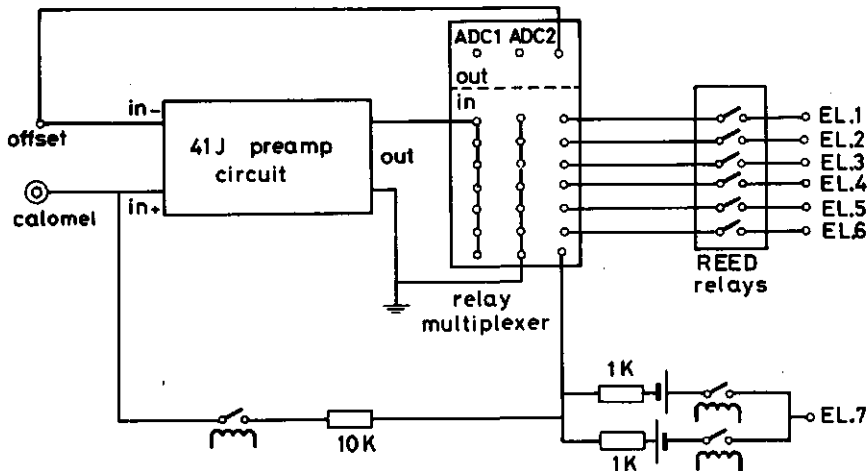 ADC1 ADC2
out
in
in-
offset
41J preamp
circuit
out
calomel
in+
EL.1
EL.2
EL.3
EL.4
EL.5
EL.6
REED
relays
relay
multiplexer
1K
10K
1K
EL.7